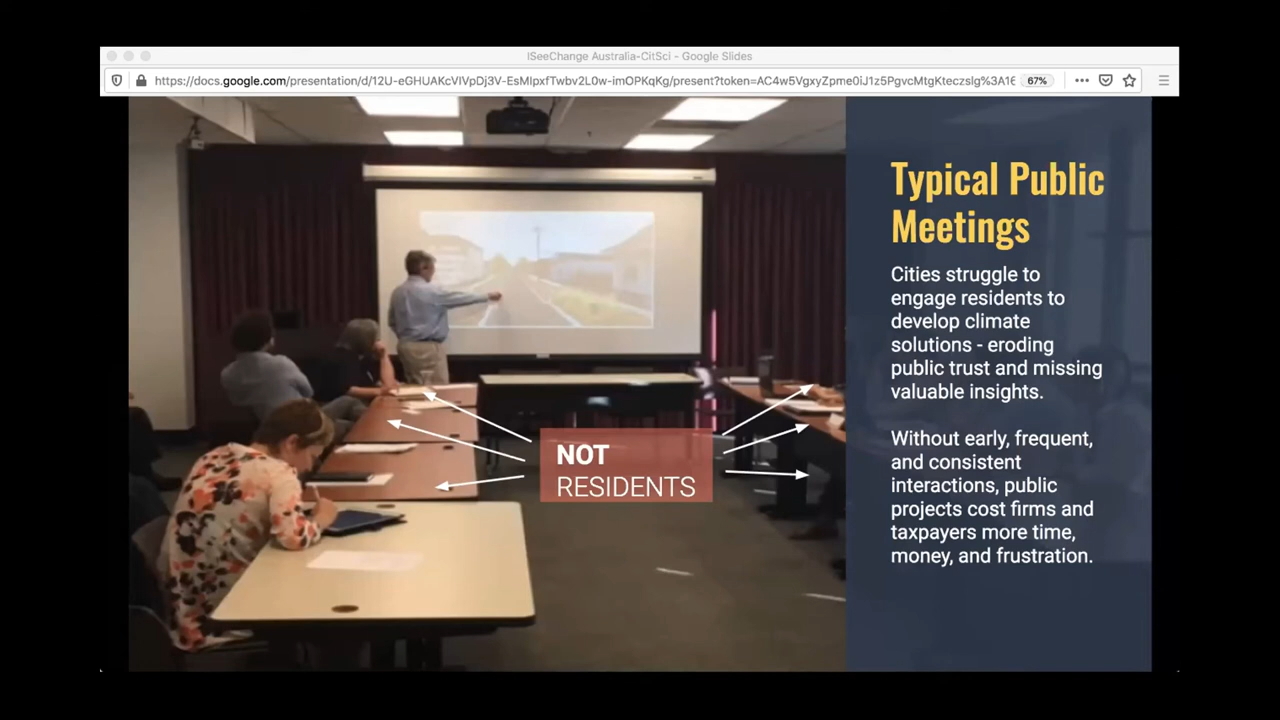 ISeeChange Australia-CitSci - Google Slides
https://docs.google.com/presentation/d/12U-eGHUAKcVIVpDj3V-EsMIpxfTwbv2L0w-imOPKqKg/present?token=AC4w5VgxyZpme0iJ1z5PgvcMtgKteczslg%3A16
67%
Typical Public
Meetings
Cities struggle to
engage residents to
develop climate
solutions - eroding
public trust and missing
valuable insights.
Without early, frequent,
and consistent
interactions, public
projects cost firms and
taxpayers more time,
money, and frustration.
NOT
RESIDENTS